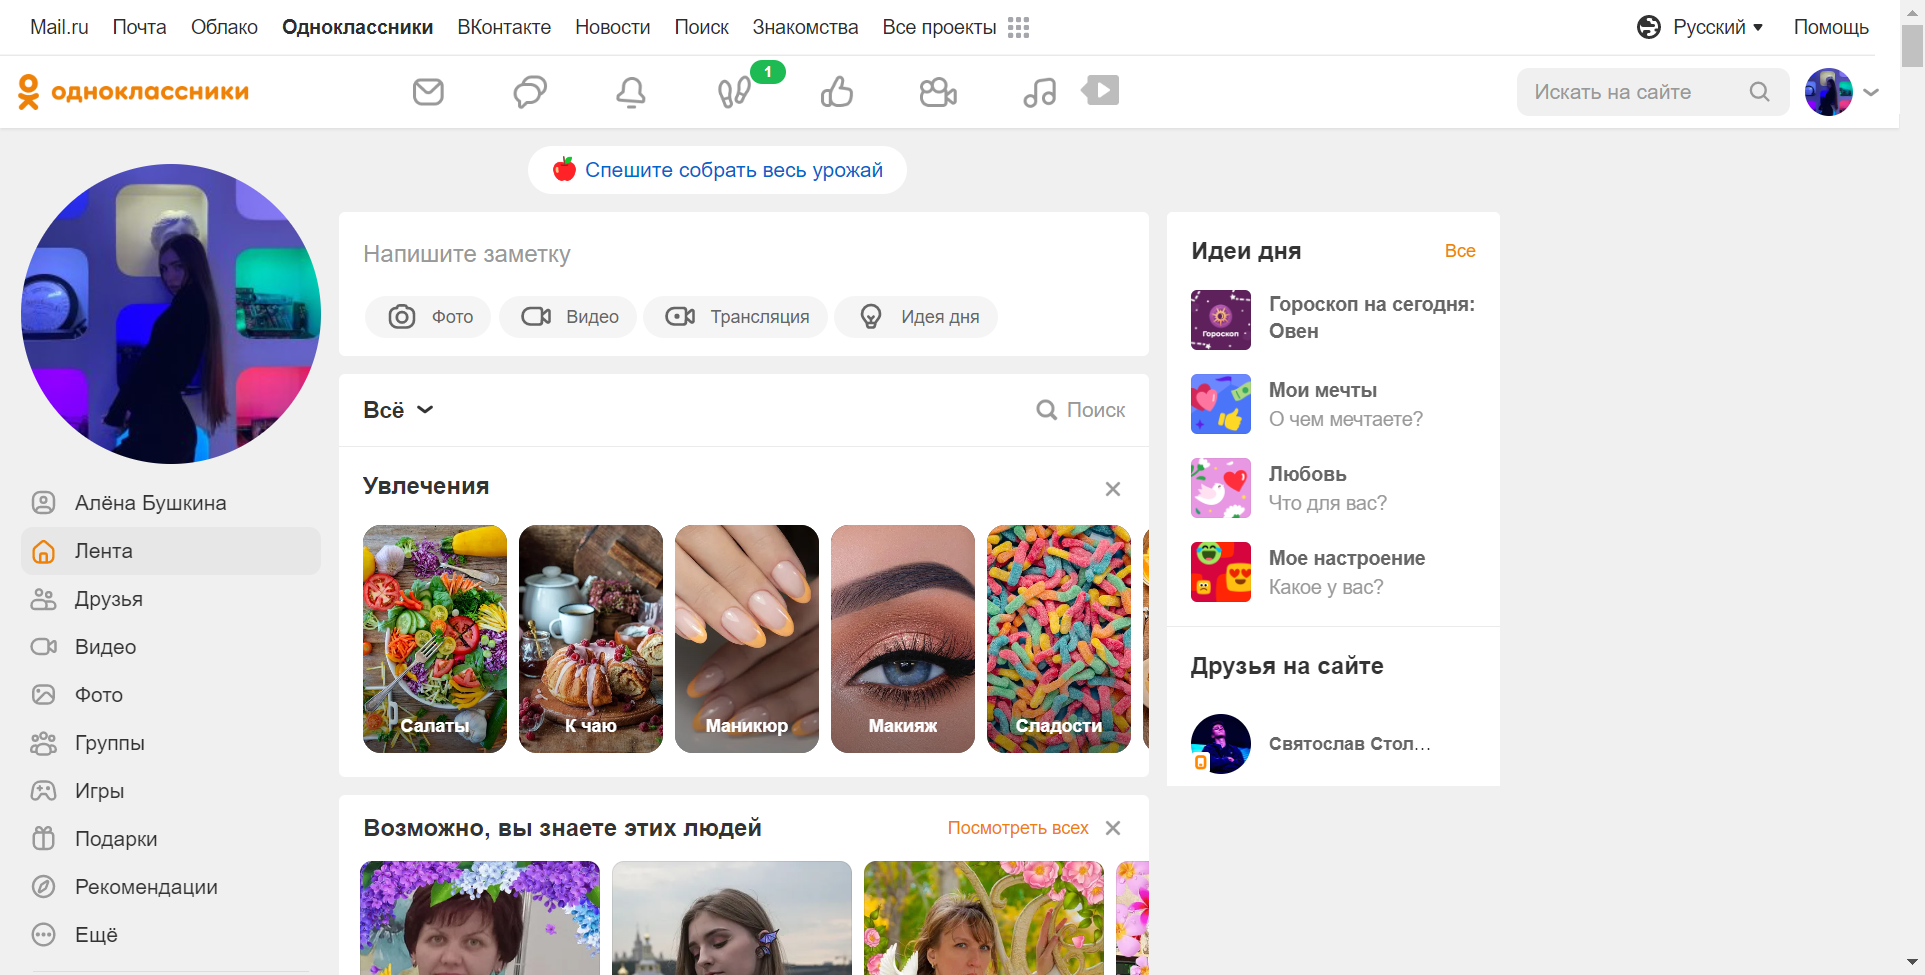 Mail.ru Почта Облако Одноклассники ВКонтакте Новости Поиск Знакомства Все проекты Русский Помощь
одноклассники 1 Искать на сайте
Спешите собрать весь урожай
Напишите заметку
Фото Видео Трансляция Идея дня
Всё Поиск
Увлечения
Салаты К чаю Маникюр Макияж Сладости
Возможно, вы знаете этих людей Посмотреть всех
Алёна Бушкина
Лента
Друзья
Видео
Фото
Группы
Игры
Подарки
Рекомендации
Ещё
Идеи дня Все
Гороскоп
Гороскоп на сегодня:
Овен
Мои мечты
О чем мечтаете?
Любовь
Что для вас?
Мое настроение
Какое у вас?
Друзья на сайте
Святослав Стол...